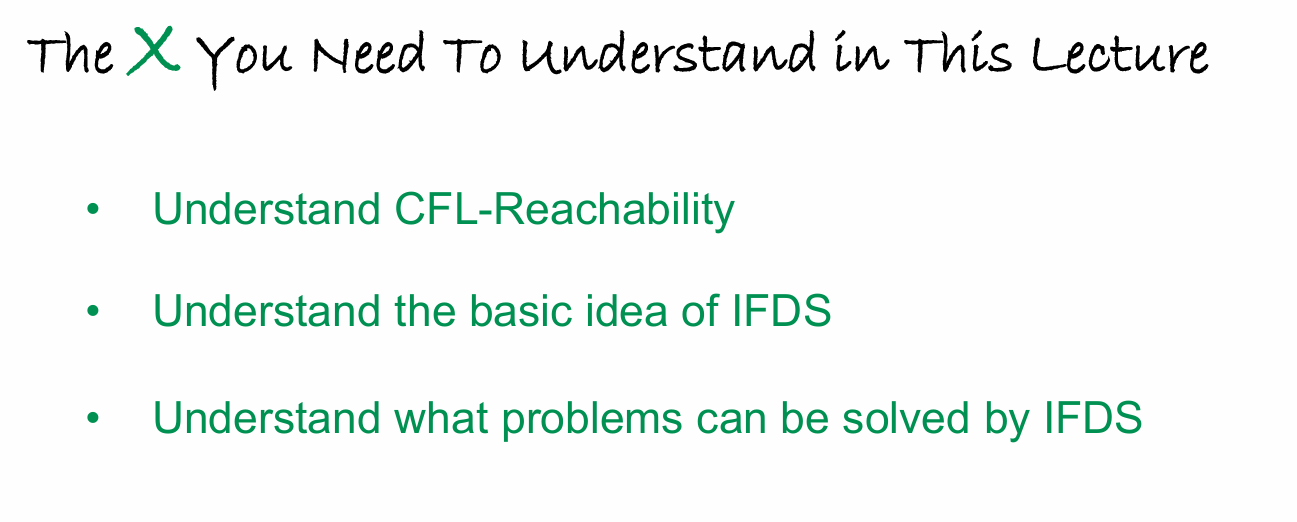 The X You Need To Understand in This Lecture
• Understand CFL-Reachability
• Understand the basic idea of IFDS
• Understand what problems can be solved by IFDS